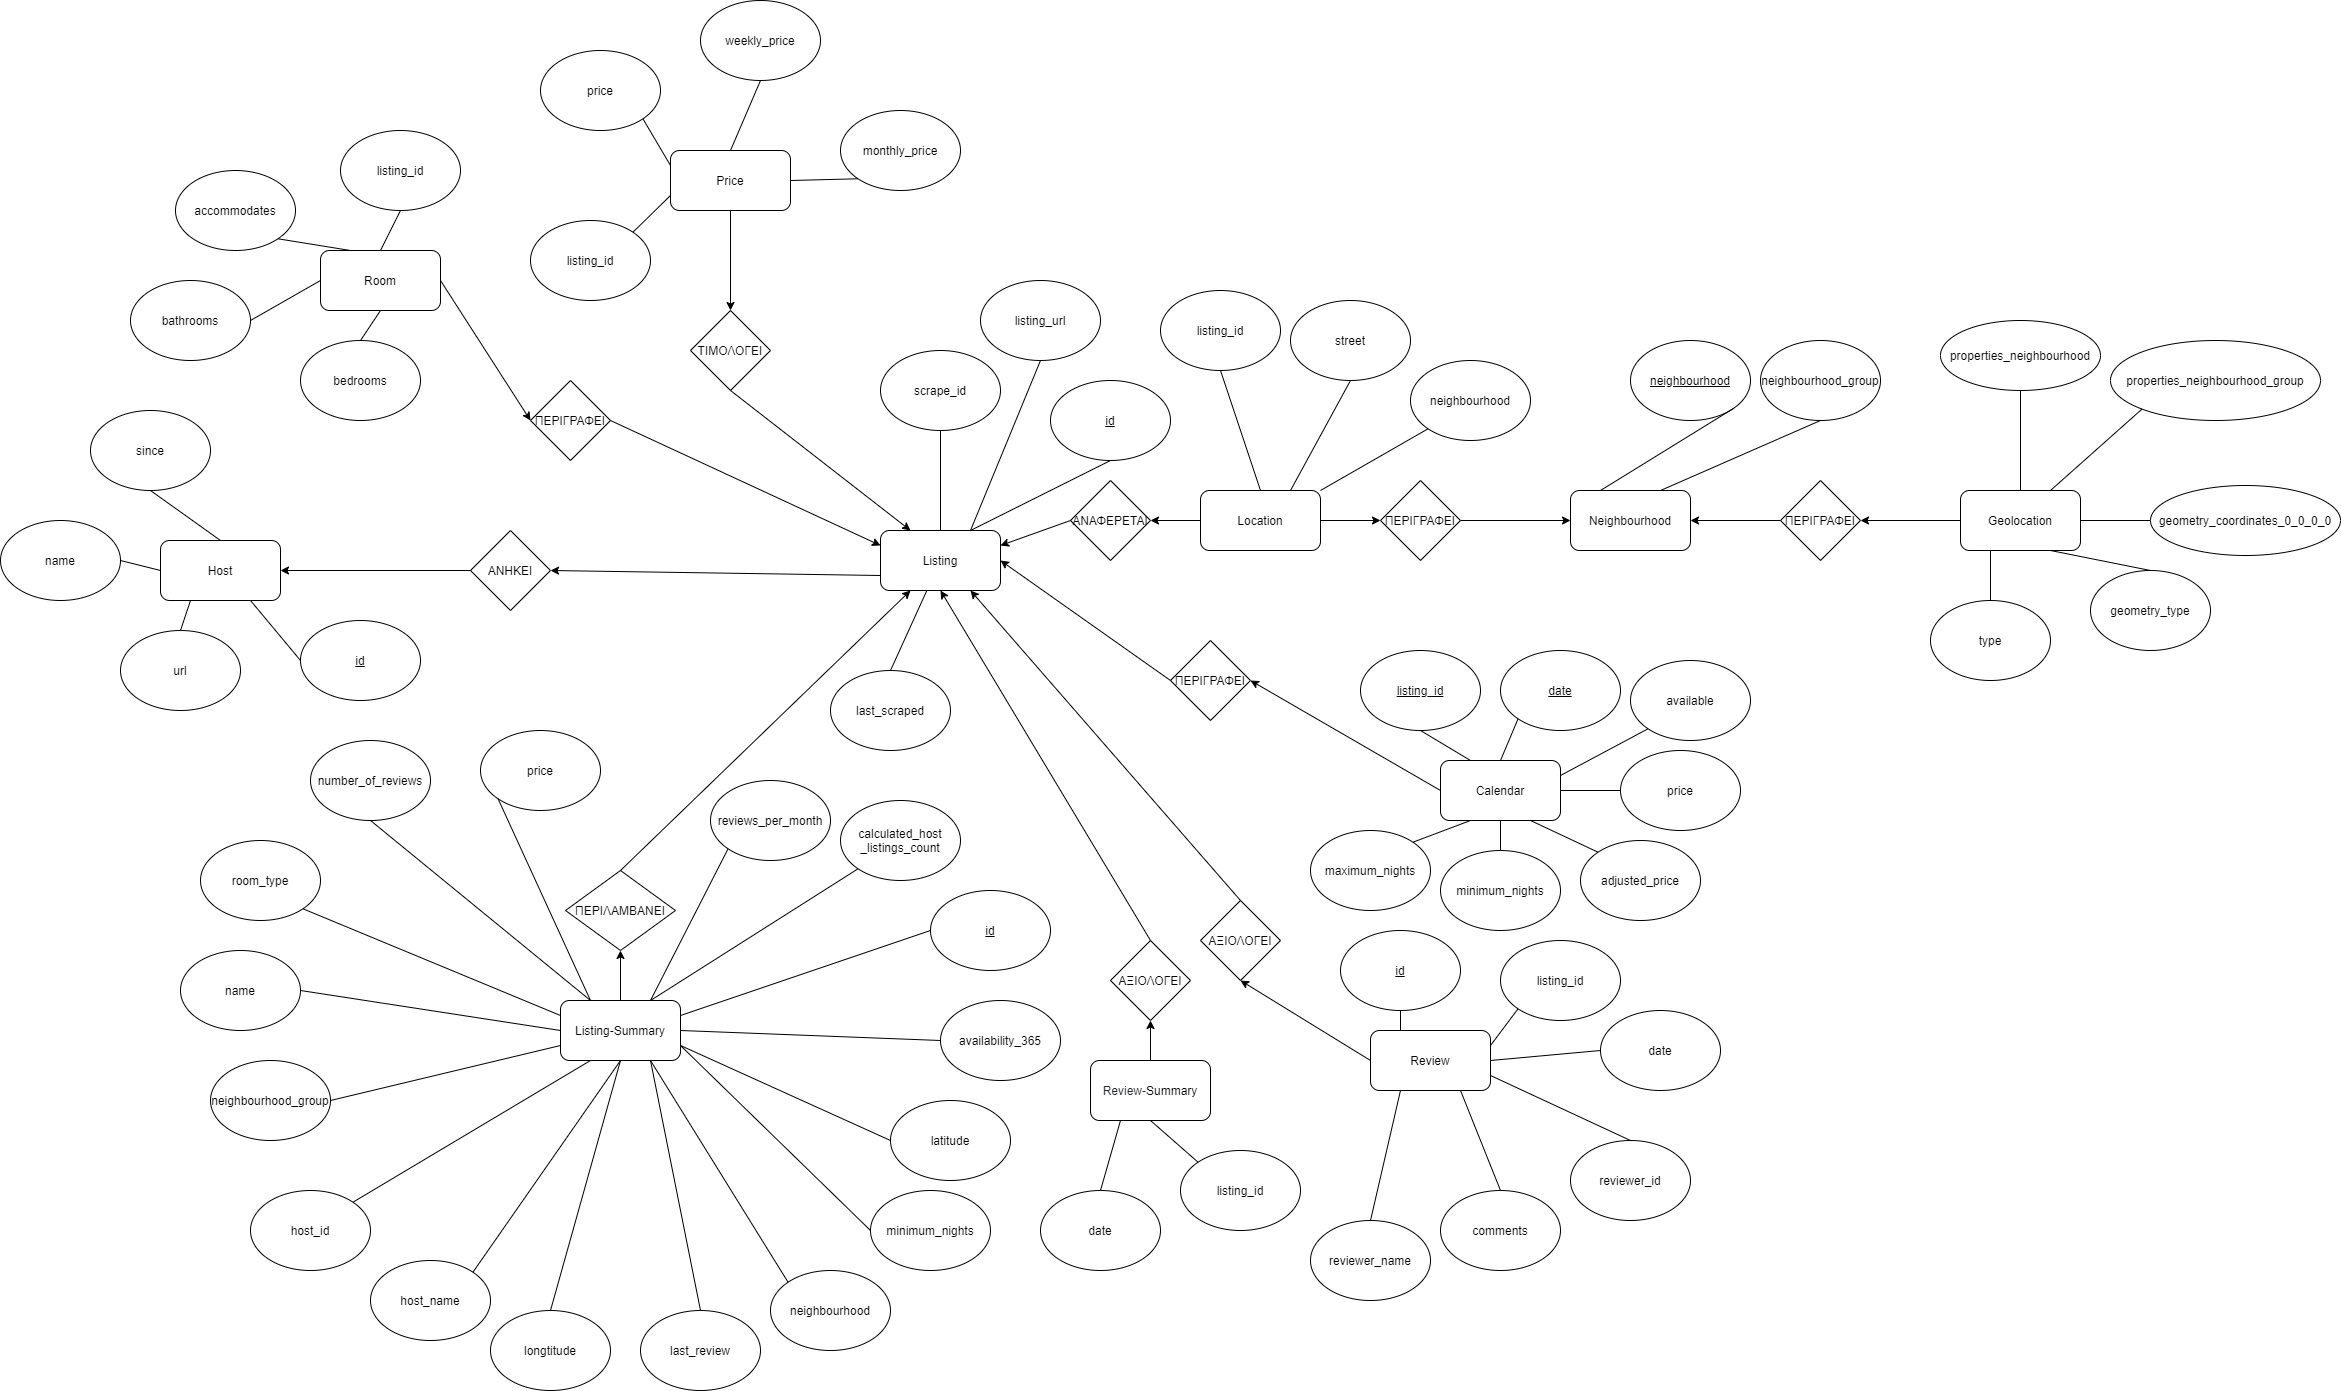 weekly_price
price
monthly_price
listing_id
Price
accommodates
listing_id
Room
bathrooms
bedrooms
ΤΙΜΟΛΟΓΕΙ
ΠΕΡΙΓΡΑΦΕΙ
scrape_id
listing_url
id
listing_id
street
neighbourhood
neighbourhood
neighbourhood_group
properties_neighbourhood
properties_neighbourhood_group
since
name
Host
url
id
ΑΝΗΚΕΙ
Listing
ΑΝΑΦΕΡΕΤΑΙ
Location
ΠΕΡΙΓΡΑΦΕΙ
Neighbourhood
ΠΕΡΙΓΡΑΦΕΙ
Geolocation
geometry_coordinates_0_0_0_0
geometry_type
type
last_scraped
ΠΕΡΙΓΡΑΦΕΙ
listing_id
date
available
Calendar
price
maximum_nights
minimum_nights
adjusted_price
number_of_reviews
price
reviews_per_month
calculated_host
_listings_count
room_type
ΠΕΡΙΛΑΜΒΑΝΕΙ
id
name
Listing-Summary
availability_365
neighbourhood_group
latitude
host_id
minimum_nights
host_name
longtitude
last_review
neighbourhood
ΑΞΙΟΛΟΓΕΙ
ΑΞΙΟΛΟΓΕΙ
Review-Summary
date
listing_id
id
listing_id
Review
date
reviewer_id
comments
reviewer_name